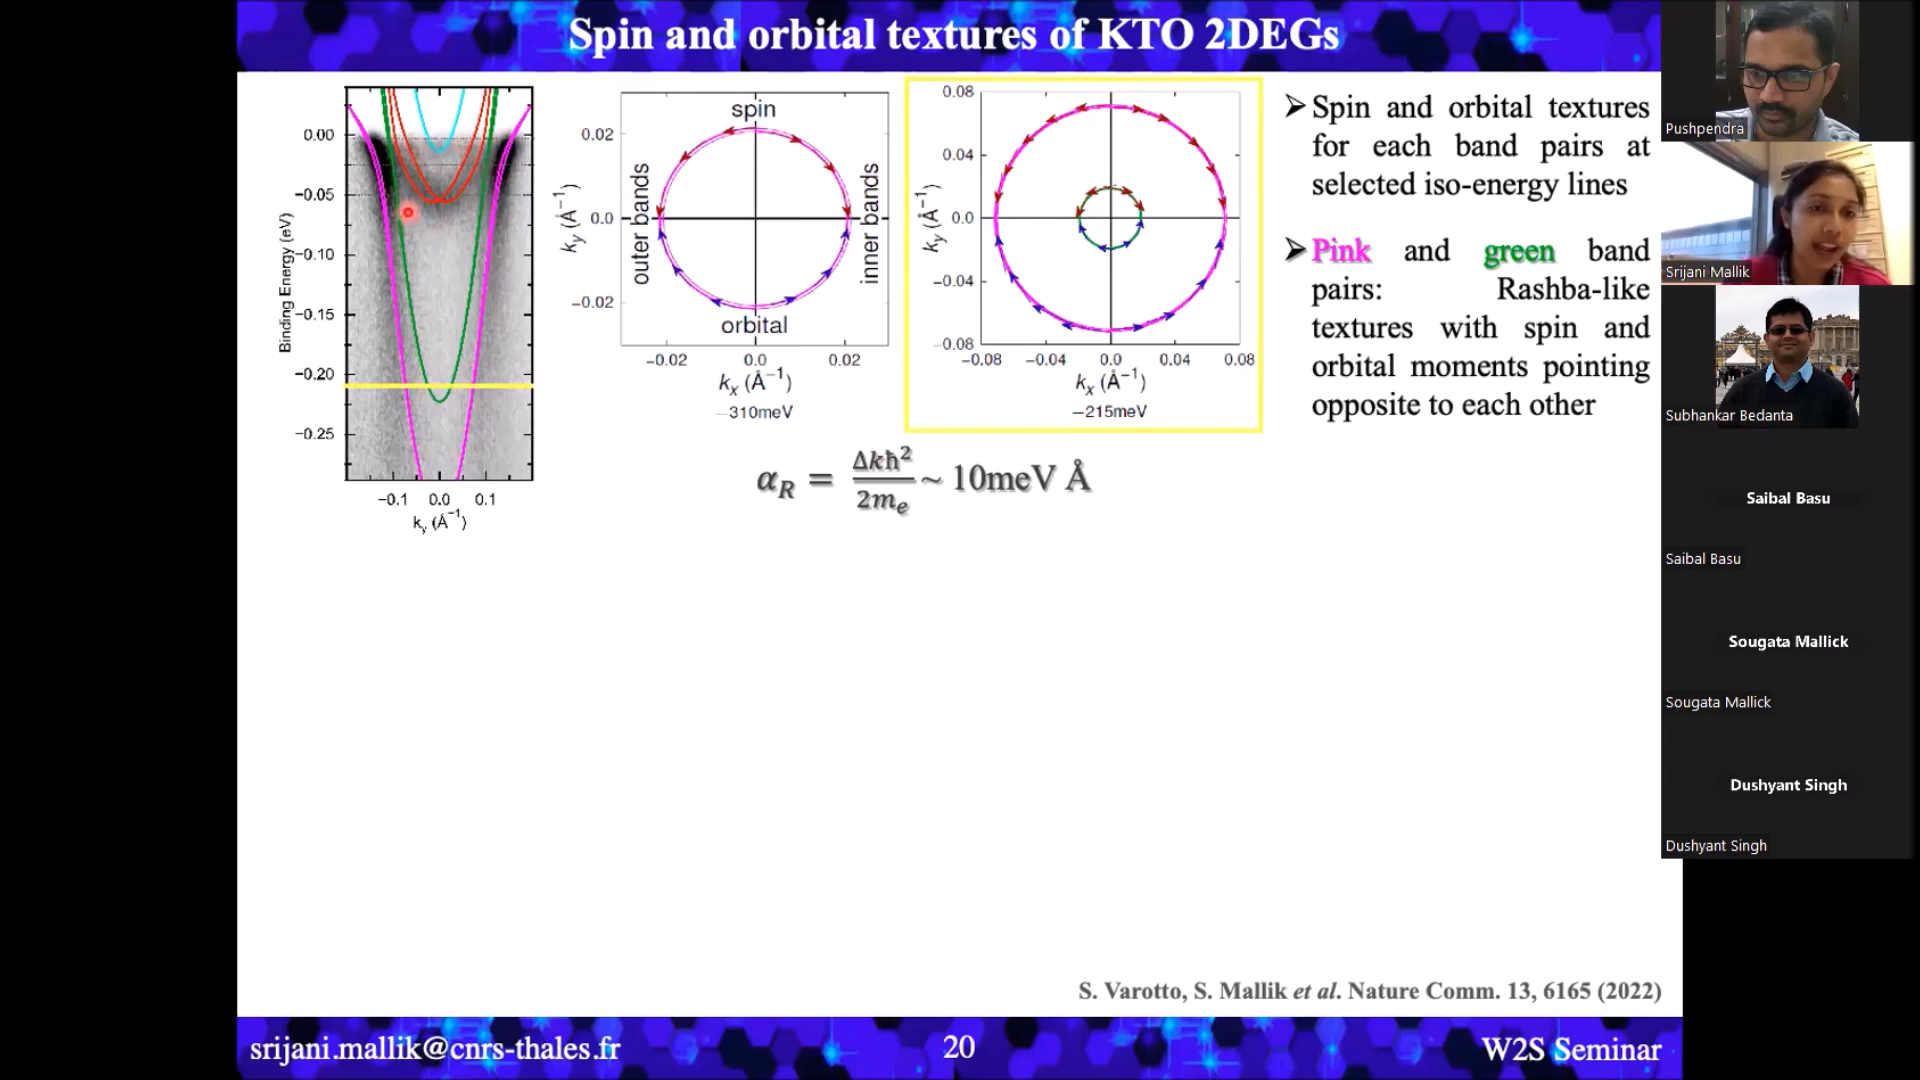 Spin and orbital textures of KTO 2DEGs
0.00
−0.05
−0.10
−0.15
−0.20
−0.25
Binding Energy (eV)
−0.1 0.0 0.1
ky (Å⁻¹)
0.02
0.0
−0.02
ky (Å⁻¹)
spin
outer bands
inner bands
orbital
−0.02 0.0 0.02
kx (Å⁻¹)
−310meV
0.08
0.04
0.0
−0.04
−0.08
ky (Å⁻¹)
−0.08 −0.04 0.0 0.04 0.08
kx (Å⁻¹)
−215meV
αR = Δkħ²/2me ~ 10meV Å
➢ Spin and orbital textures
for each band pairs at
selected iso-energy lines
➢ Pink and green band
pairs: Rashba-like
textures with spin and
orbital moments pointing
opposite to each other
S. Varotto, S. Mallik et al. Nature Comm. 13, 6165 (2022)
srijani.mallik@cnrs-thales.fr
20
W2S Seminar
Pushpendra
Srijani Mallik
Subhankar Bedanta
Saibal Basu
Saibal Basu
Sougata Mallick
Sougata Mallick
Dushyant Singh
Dushyant Singh